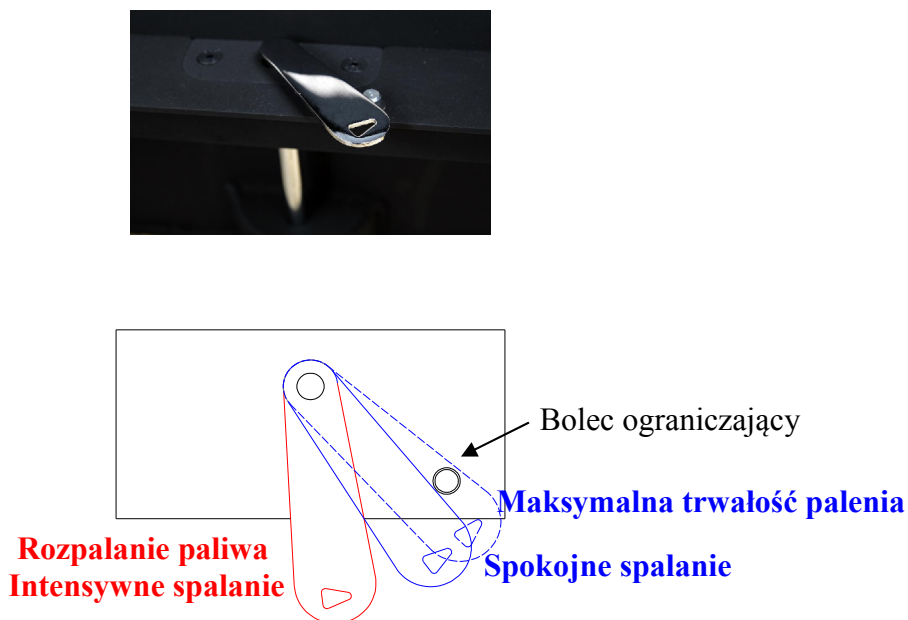 Bolec ograniczający
Maksymalna trwałość palenia
Rozpalanie paliwa
Intensywne spalanie
Spokojne spalanie